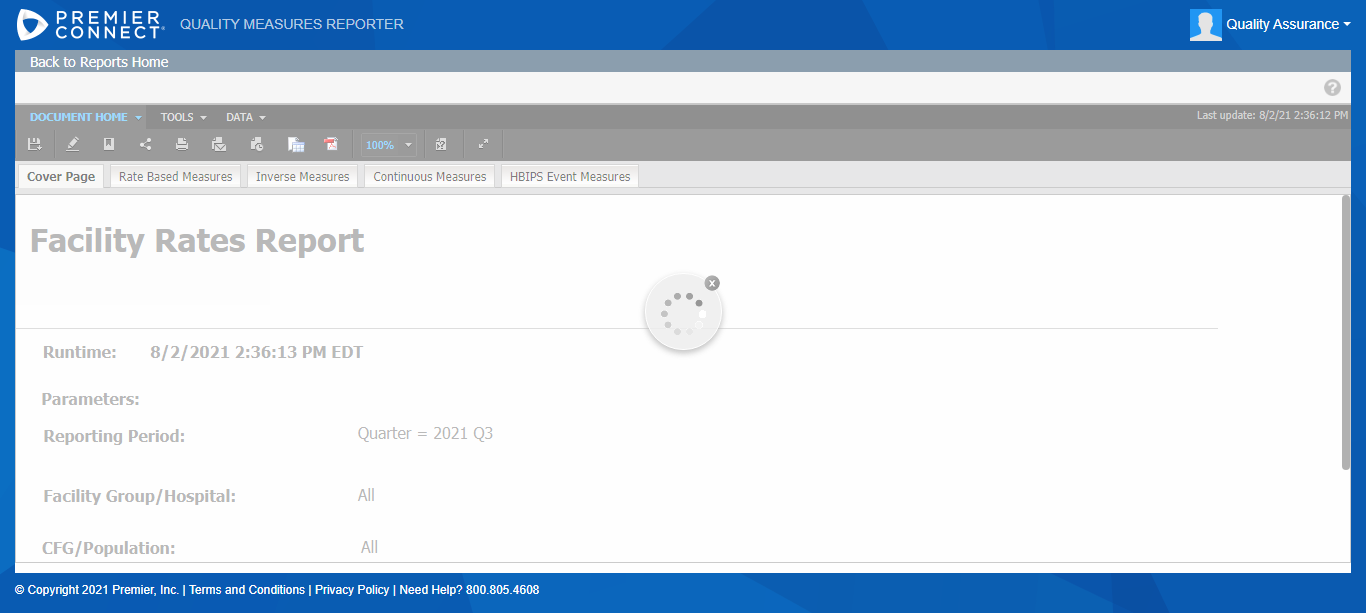 PREMIER
CONNECT®
QUALITY MEASURES REPORTER
Quality Assurance
Back to Reports Home
?
DOCUMENT HOME TOOLS DATA
Last update: 8/2/21 2:36:12 PM
100%
Cover Page Rate Based Measures Inverse Measures Continuous Measures HBIPS Event Measures
Facility Rates Report
x
Runtime: 8/2/2021 2:36:13 PM EDT
Parameters:
Reporting Period: Quarter = 2021 Q3
Facility Group/Hospital: All
CFG/Population: All
© Copyright 2021 Premier, Inc. | Terms and Conditions | Privacy Policy | Need Help? 800.805.4608